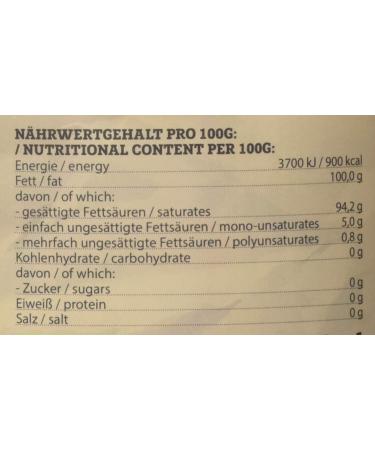 NÄHRWERTGEHALT PRO 100G:
/ NUTRITIONAL CONTENT PER 100G:
Energie / energy 3700 kJ / 900 kcal
Fett / fat 100,0 g
davon / of which:
- gesättigte Fettsäuren / saturates 94,2 g
- einfach ungesättigte Fettsäuren / mono-unsaturates 5,0 g
- mehrfach ungesättigte Fettsäuren / polyunsaturates 0,8 g
Kohlenhydrate / carbohydrate 0 g
davon / of which:
- Zucker / sugars 0 g
Eiweiß / protein 0 g
Salz / salt 0 g